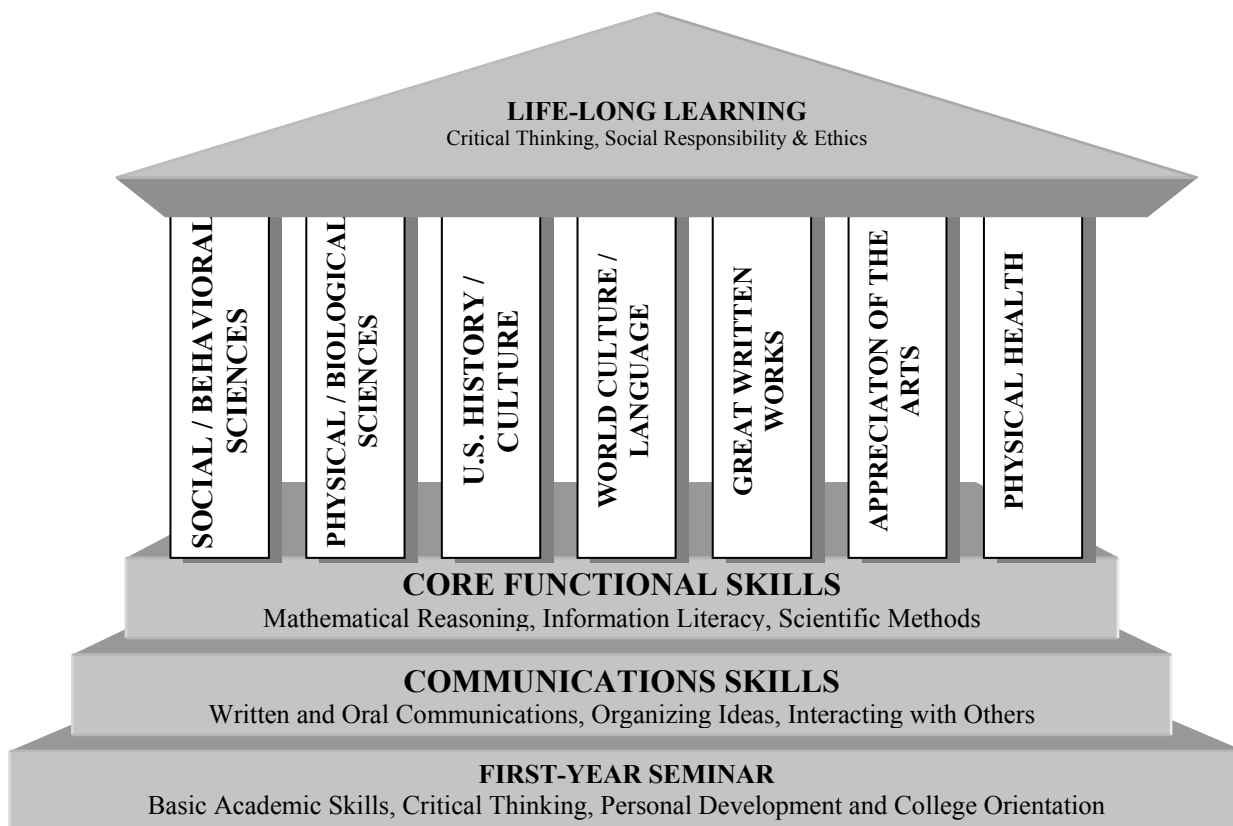 LIFE-LONG LEARNING
Critical Thinking, Social Responsibility & Ethics
SOCIAL / BEHAVIORAL
SCIENCES
PHYSICAL / BIOLOGICAL
SCIENCES
U.S. HISTORY /
CULTURE
WORLD CULTURE /
LANGUAGE
GREAT WRITTEN
WORKS
APPRECIATON OF THE
ARTS
PHYSICAL HEALTH
CORE FUNCTIONAL SKILLS
Mathematical Reasoning, Information Literacy, Scientific Methods
COMMUNICATIONS SKILLS
Written and Oral Communications, Organizing Ideas, Interacting with Others
FIRST-YEAR SEMINAR
Basic Academic Skills, Critical Thinking, Personal Development and College Orientation